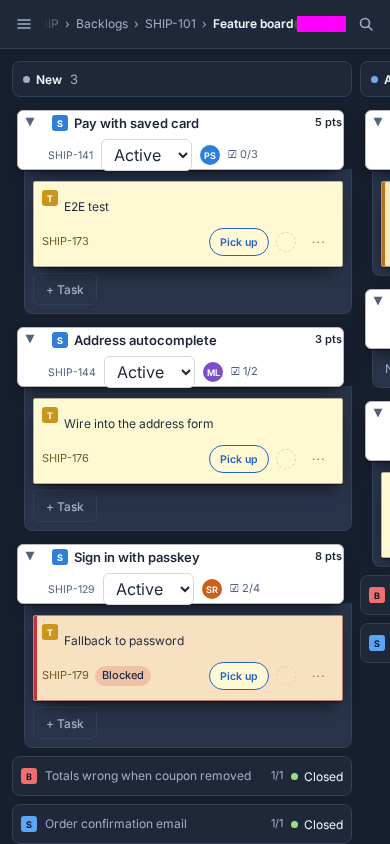 IP › Backlogs › SHIP-101 › Feature board
New 3
▼ S Pay with saved card 5 pts
SHIP-141 Active PS ☑ 0/3
T E2E test
SHIP-173 Pick up ...
+ Task
▼ S Address autocomplete 3 pts
SHIP-144 Active ML ☑ 1/2
T Wire into the address form
SHIP-176 Pick up ...
+ Task
▼ S Sign in with passkey 8 pts
SHIP-129 Active SR ☑ 2/4
T Fallback to password
SHIP-179 Blocked Pick up ...
+ Task
B Totals wrong when coupon removed 1/1 Closed
S Order confirmation email 1/1 Closed
B
S